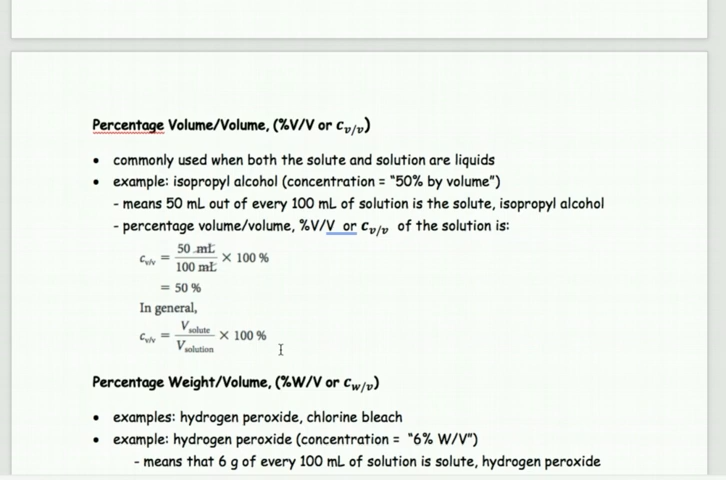 Percentage Volume/Volume, (%V/V or c_v/v)
• commonly used when both the solute and solution are liquids
• example: isopropyl alcohol (concentration = "50% by volume")
- means 50 mL out of every 100 mL of solution is the solute, isopropyl alcohol
- percentage volume/volume, %V/V or c_v/v of the solution is:
c_v/v = 50 mL / 100 mL × 100 %
= 50 %
In general,
c_v/v = V_solute / V_solution × 100 %
Percentage Weight/Volume, (%W/V or c_w/v)
• examples: hydrogen peroxide, chlorine bleach
• example: hydrogen peroxide (concentration = "6% W/V")
- means that 6 g of every 100 mL of solution is solute, hydrogen peroxide